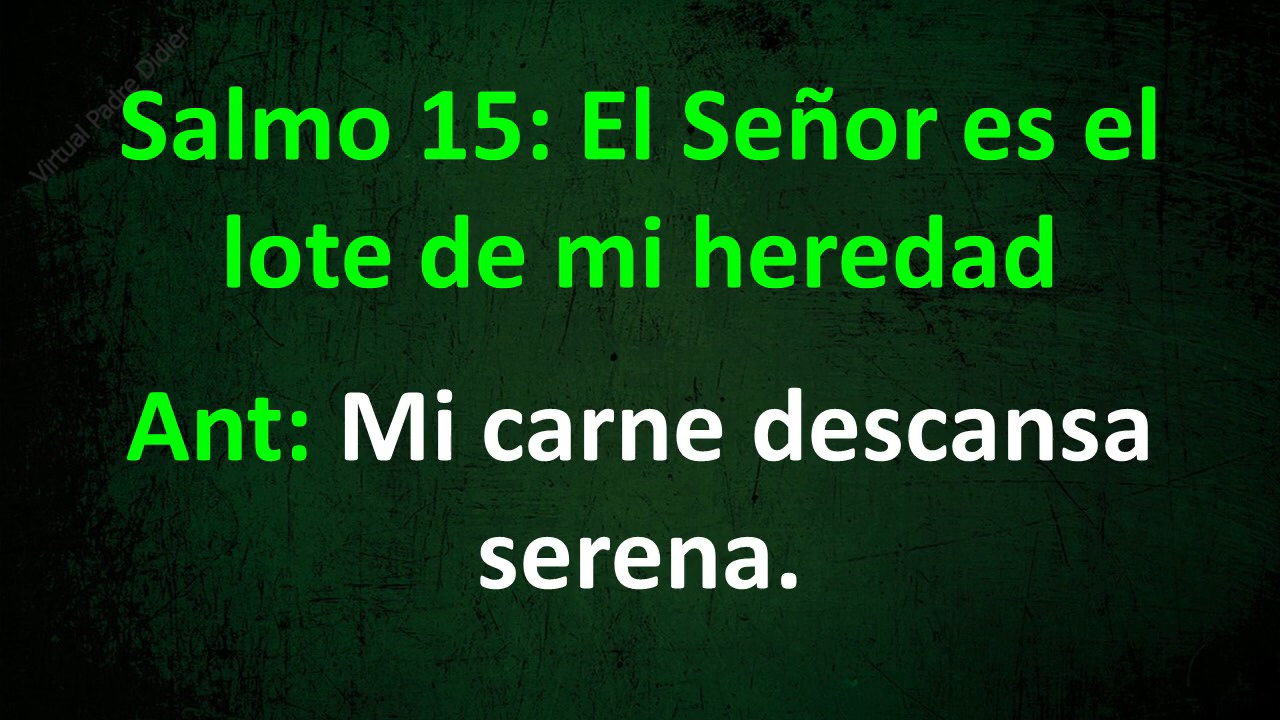 Virtual Padre Didier
Salmo 15: El Señor es el
lote de mi heredad
Ant: Mi carne descansa
serena.